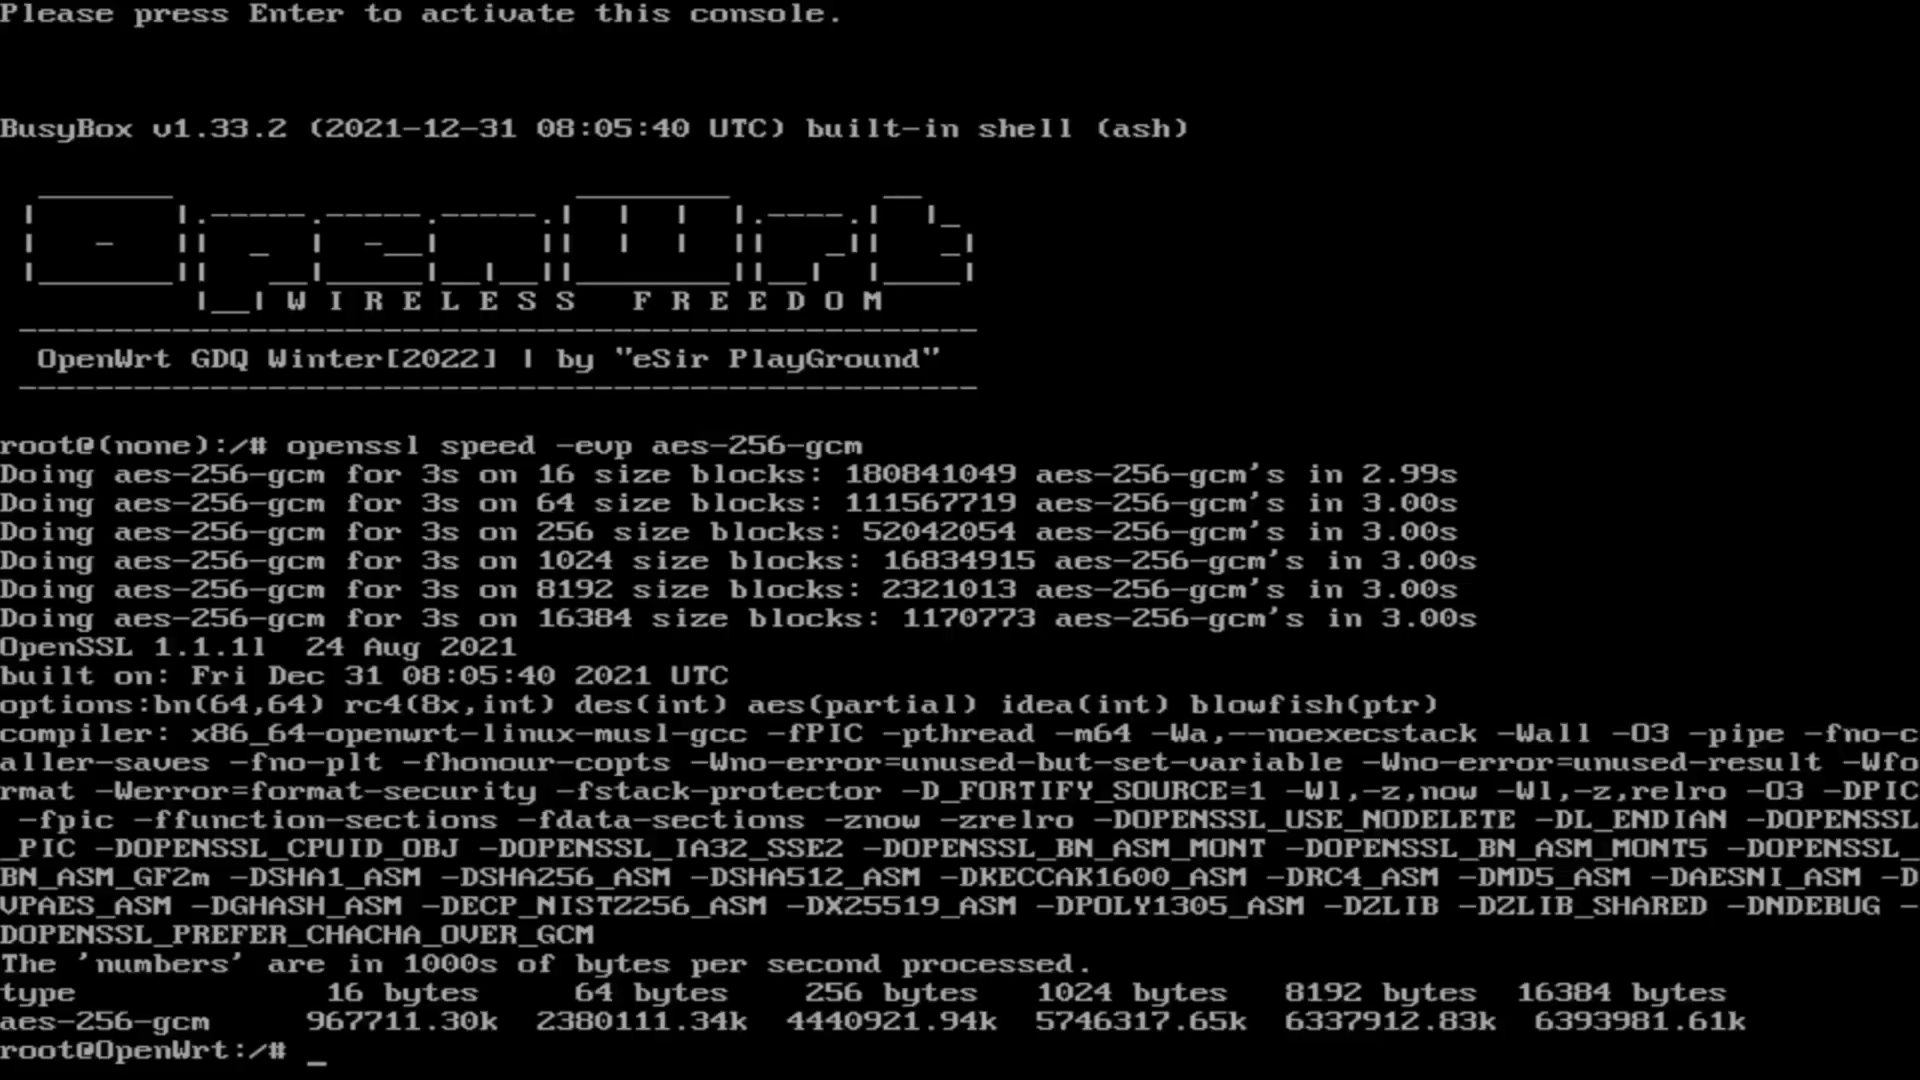 Please press Enter to activate this console.
BusyBox v1.33.2 (2021-12-31 08:05:40 UTC) built-in shell (ash)
W I R E L E S S   F R E E D O M
OpenWrt GDQ Winter[2022] | by "eSir PlayGround"
root@(none):/# openssl speed -evp aes-256-gcm
Doing aes-256-gcm for 3s on 16 size blocks: 180841049 aes-256-gcm's in 2.99s
Doing aes-256-gcm for 3s on 64 size blocks: 111567719 aes-256-gcm's in 3.00s
Doing aes-256-gcm for 3s on 256 size blocks: 52042054 aes-256-gcm's in 3.00s
Doing aes-256-gcm for 3s on 1024 size blocks: 16834915 aes-256-gcm's in 3.00s
Doing aes-256-gcm for 3s on 8192 size blocks: 2321013 aes-256-gcm's in 3.00s
Doing aes-256-gcm for 3s on 16384 size blocks: 1170773 aes-256-gcm's in 3.00s
OpenSSL 1.1.1l  24 Aug 2021
built on: Fri Dec 31 08:05:40 2021 UTC
options:bn(64,64) rc4(8x,int) des(int) aes(partial) idea(int) blowfish(ptr)
compiler: x86_64-openwrt-linux-musl-gcc -fPIC -pthread -m64 -Wa,--noexecstack -Wall -O3 -pipe -fno-c
aller-saves -fno-plt -fhonour-copts -Wno-error=unused-but-set-variable -Wno-error=unused-result -Wfo
rmat -Werror=format-security -fstack-protector -D_FORTIFY_SOURCE=1 -Wl,-z,now -Wl,-z,relro -O3 -DPIC
-fpic -ffunction-sections -fdata-sections -znow -zrelro -DOPENSSL_USE_NODELETE -DL_ENDIAN -DOPENSSL
_PIC -DOPENSSL_CPUID_OBJ -DOPENSSL_IA32_SSE2 -DOPENSSL_BN_ASM_MONT -DOPENSSL_BN_ASM_MONT5 -DOPENSSL_
BN_ASM_GF2m -DSHA1_ASM -DSHA256_ASM -DSHA512_ASM -DKECCAK1600_ASM -DRC4_ASM -DMD5_ASM -DAESNI_ASM -D
VPAES_ASM -DGHASH_ASM -DECP_NISTZ256_ASM -DX25519_ASM -DPOLY1305_ASM -DZLIB -DZLIB_SHARED -DNDEBUG -
DOPENSSL_PREFER_CHACHA_OVER_GCM
The 'numbers' are in 1000s of bytes per second processed.
type             16 bytes     64 bytes    256 bytes   1024 bytes   8192 bytes  16384 bytes
aes-256-gcm     967711.30k  2380111.34k  4440921.94k  5746317.65k  6337912.83k  6393981.61k
root@OpenWrt:/# _